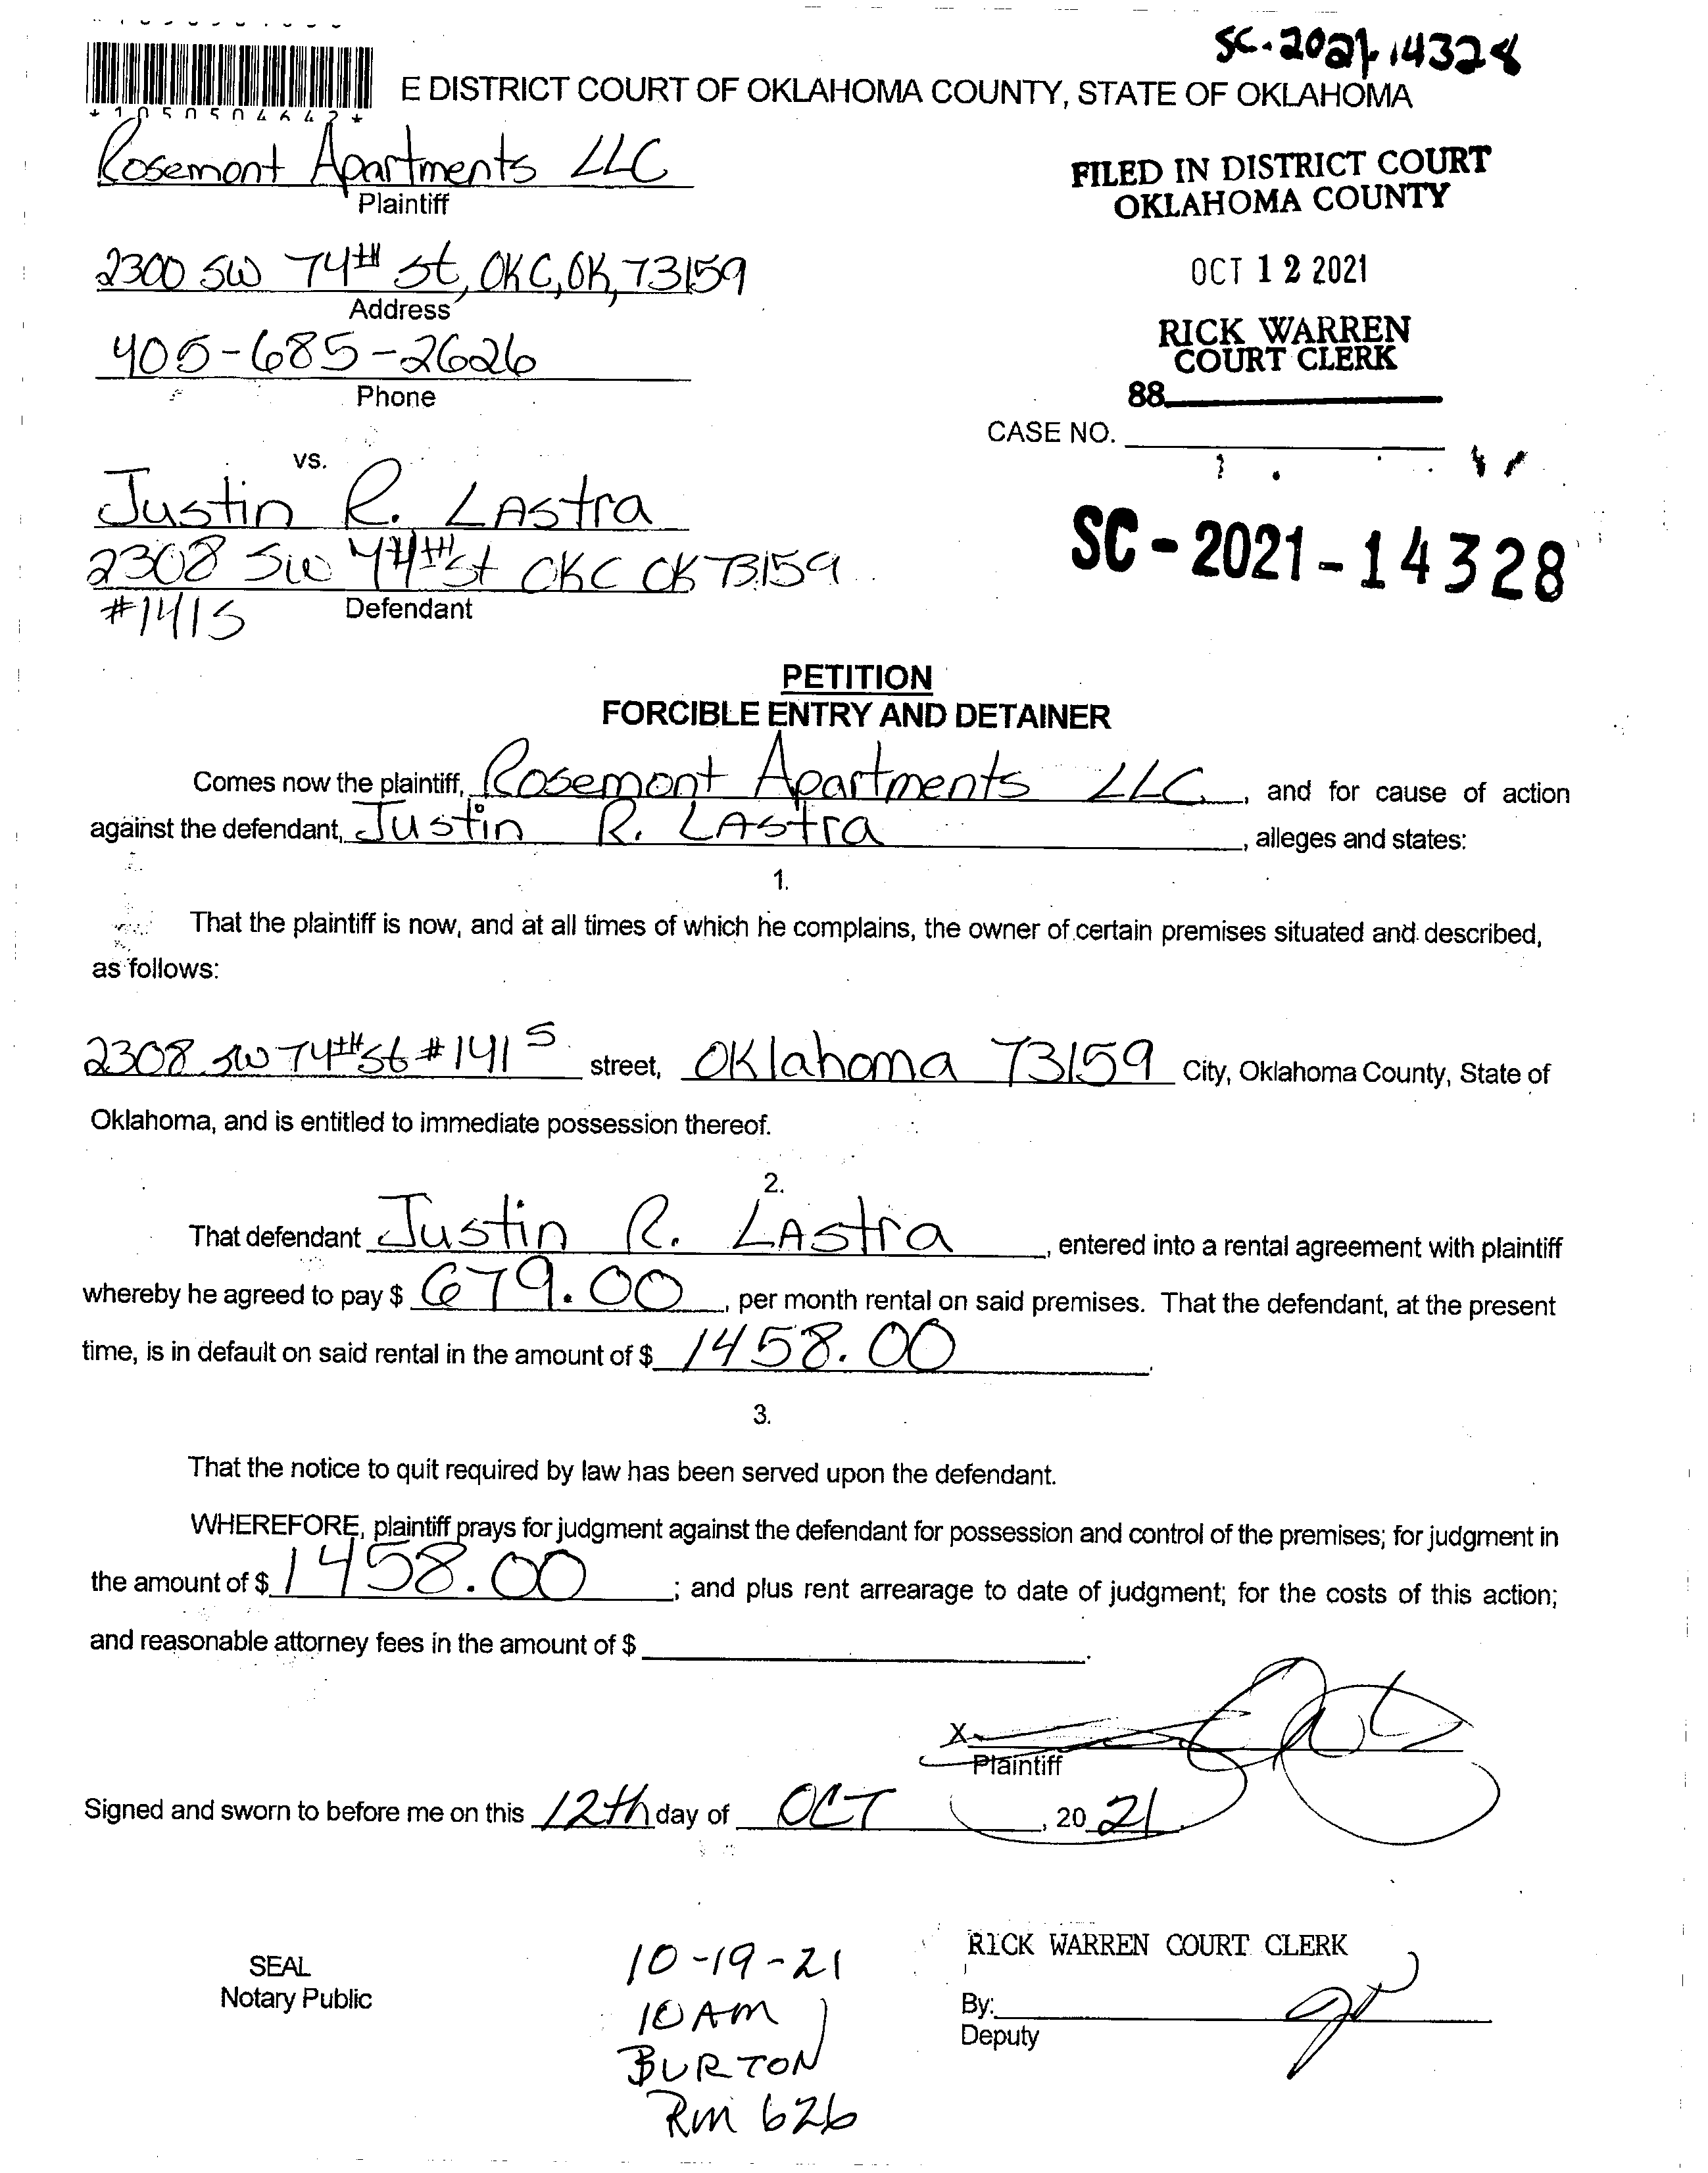 SC-2021-14328
*1050504642*
E DISTRICT COURT OF OKLAHOMA COUNTY, STATE OF OKLAHOMA
Rosemont Apartments LLC
Plaintiff
FILED IN DISTRICT COURT
OKLAHOMA COUNTY
2300 SW 74TH St, OKC, OK, 73159
Address
OCT 12 2021
405-685-2626
Phone
RICK WARREN
COURT CLERK
88
CASE NO.
vs.
Justin R. LAstra
2308 SW 74TH St OKC OK 73159
#141S
Defendant
SC-2021-14328
PETITION
FORCIBLE ENTRY AND DETAINER
Comes now the plaintiff, Rosemont Apartments LLC, and for cause of action
against the defendant, Justin R. LAstra, alleges and states:
1.
That the plaintiff is now, and at all times of which he complains, the owner of certain premises situated and described,
as follows:
2308 SW 74TH St #141S street, Oklahoma 73159 City, Oklahoma County, State of
Oklahoma, and is entitled to immediate possession thereof.
2.
That defendant Justin R. LAstra, entered into a rental agreement with plaintiff
whereby he agreed to pay $ 679.00, per month rental on said premises. That the defendant, at the present
time, is in default on said rental in the amount of $ 1458.00.
3.
That the notice to quit required by law has been served upon the defendant.
WHEREFORE, plaintiff prays for judgment against the defendant for possession and control of the premises; for judgment in
the amount of $ 1458.00; and plus rent arrearage to date of judgment; for the costs of this action;
and reasonable attorney fees in the amount of $ .
X
Plaintiff
Signed and sworn to before me on this 12th day of OCT, 2021.
SEAL
Notary Public
10-19-21
10 AM
BURTON
Rm 626
RICK WARREN COURT CLERK
By:
Deputy